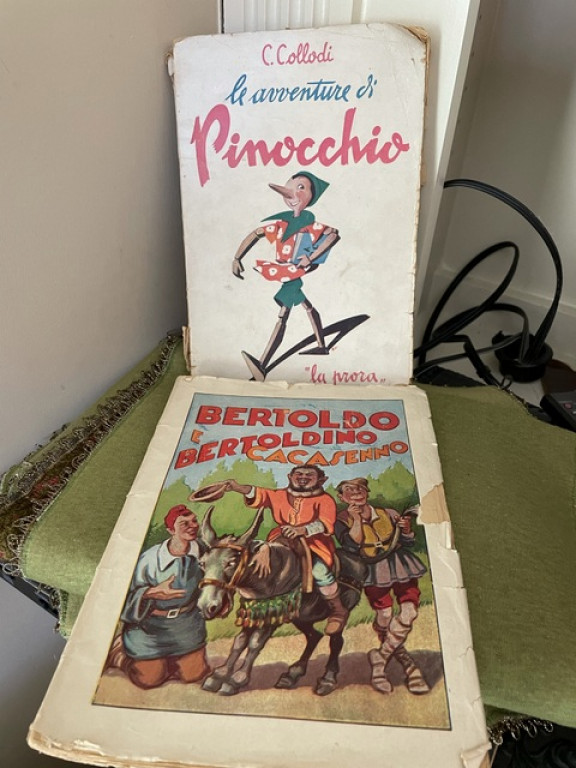 C. Collodi
le avventure di
Pinocchio
"la prora„
BERTOLDO
E BERTOLDINO
CACASENNO